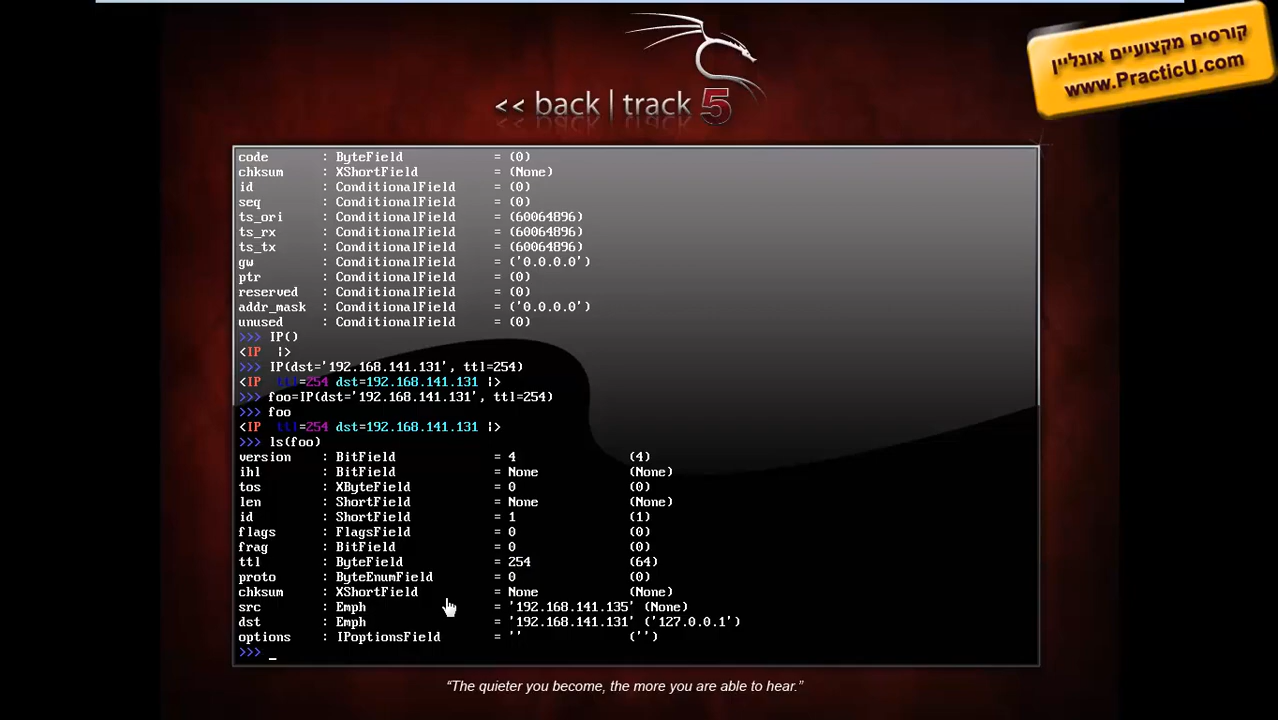 קורסים מקצועיים אונליין
www.PracticU.com
<< back | track 5
code : ByteField = (0)
chksum : XShortField = (None)
id : ConditionalField = (0)
seq : ConditionalField = (0)
ts_ori : ConditionalField = (60064896)
ts_rx : ConditionalField = (60064896)
ts_tx : ConditionalField = (60064896)
gw : ConditionalField = ('0.0.0.0')
ptr : ConditionalField = (0)
reserved : ConditionalField = (0)
addr_mask : ConditionalField = ('0.0.0.0')
unused : ConditionalField = (0)
>>> IP()
<IP |>
>>> IP(dst='192.168.141.131', ttl=254)
<IP ttl=254 dst=192.168.141.131 |>
>>> foo=IP(dst='192.168.141.131', ttl=254)
>>> foo
<IP ttl=254 dst=192.168.141.131 |>
>>> ls(foo)
version : BitField = 4 (4)
ihl : BitField = None (None)
tos : XByteField = 0 (0)
len : ShortField = None (None)
id : ShortField = 1 (1)
flags : FlagsField = 0 (0)
frag : BitField = 0 (0)
ttl : ByteField = 254 (64)
proto : ByteEnumField = 0 (0)
chksum : XShortField = None (None)
src : Emph = '192.168.141.135' (None)
dst : Emph = '192.168.141.131' ('127.0.0.1')
options : IPoptionsField = '' ('')
>>> _
“The quieter you become, the more you are able to hear.”